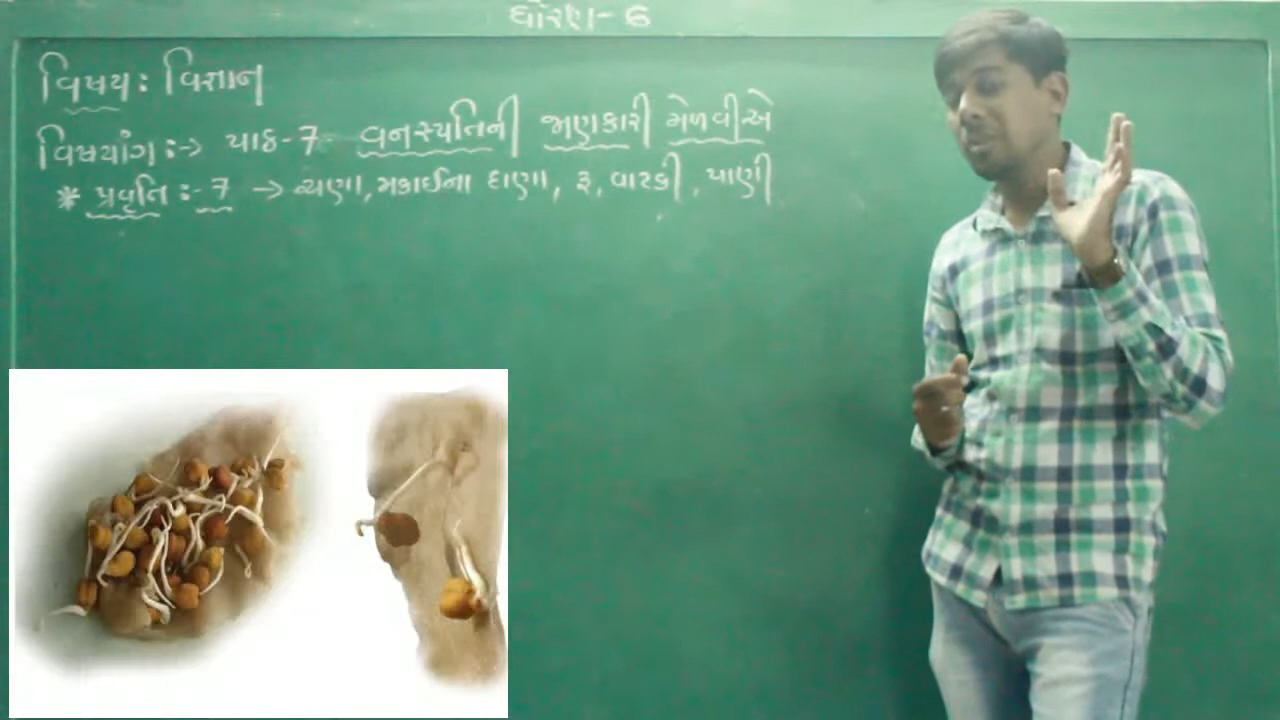 ધોરણ- 6
વિષય: વિજ્ઞાન
વિષયાંગ :-> પાઠ-7 વનસ્પતિની જાણકારી મેળવીએ
* પ્રવૃતિ :- 7 -> ચણા, મકાઈના દાણા, રૂ, વાટકી, પાણી